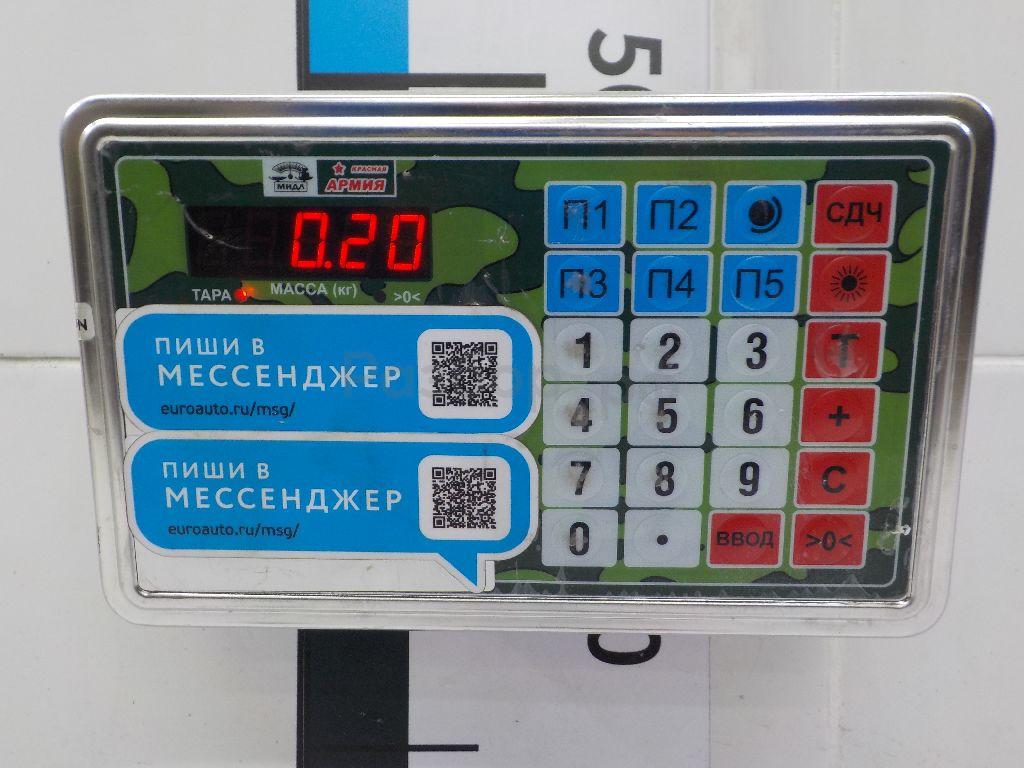 50
МИДЛ
КРАСНАЯ
АРМИЯ
0.20
ТАРА МАССА (кг) >0<
П1 П2 СДЧ
П3 П4 П5
1 2 3 Т
4 5 6 +
7 8 9 С
0 . ВВОД >0<
ПИШИ В
МЕССЕНДЖЕР
euroauto.ru/msg/
ПИШИ В
МЕССЕНДЖЕР
euroauto.ru/msg/